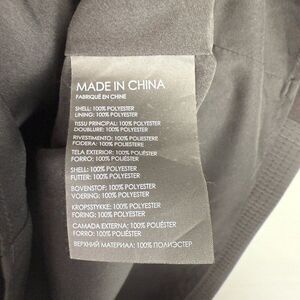 MADE IN CHINA
FABRIQUÉ EN CHINE
SHELL: 100% POLYESTER
LINING: 100% POLYESTER
TISSU PRINCIPAL: 100% POLYESTER
DOUBLURE: 100% POLYESTER
RIVESTIMENTO: 100% POLIESTERE
FODERA: 100% POLIESTERE
TELA EXTERIOR: 100% POLIÉSTER
FORRO: 100% POLIÉSTER
SHELL: 100% POLYESTER
FUTTER: 100% POLYESTER
BOVENSTOF: 100% POLYESTER
VOERING: 100% POLYESTER
KROPSSTYKKE: 100% POLYESTER
FORING: 100% POLYESTER
CAMADA EXTERNA: 100% POLIÉSTER
FORRO: 100% POLIÉSTER
ВЕРХНИЙ МАТЕРИАЛ: 100% ПОЛИЭСТЕР